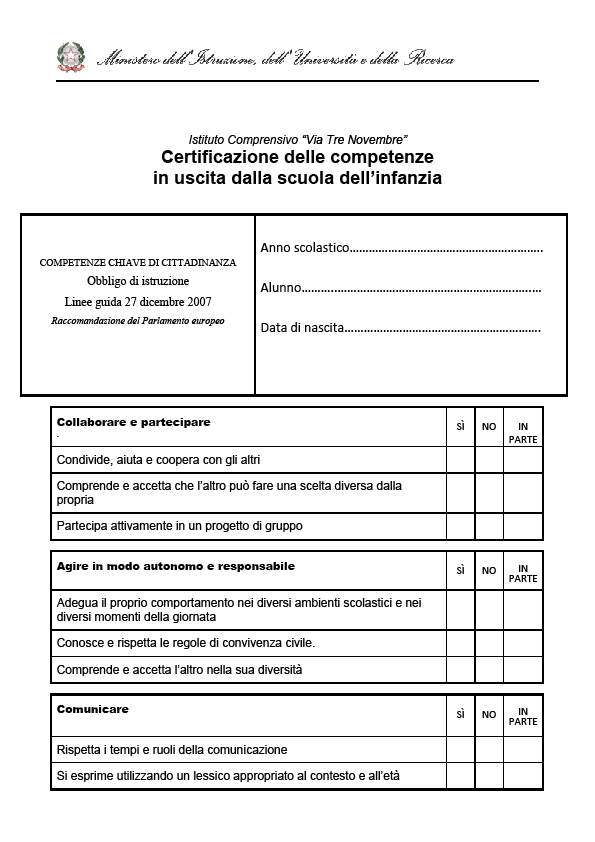 Ministero dell'Istruzione, dell'Università e della Ricerca
Istituto Comprensivo “Via Tre Novembre”
Certificazione delle competenze
in uscita dalla scuola dell’infanzia
COMPETENZE CHIAVE DI CITTADINANZA
Obbligo di istruzione
Linee guida 27 dicembre 2007
Raccomandazione del Parlamento europeo
Anno scolastico……………………………………………………
Alunno………………………………………………………………
Data di nascita……………………………………………………
Collaborare e partecipare SÌ NO IN PARTE
.
Condivide, aiuta e coopera con gli altri
Comprende e accetta che l’altro può fare una scelta diversa dalla
propria
Partecipa attivamente in un progetto di gruppo
Agire in modo autonomo e responsabile SÌ NO IN PARTE
Adegua il proprio comportamento nei diversi ambienti scolastici e nei
diversi momenti della giornata
Conosce e rispetta le regole di convivenza civile.
Comprende e accetta l’altro nella sua diversità
Comunicare SÌ NO IN PARTE
Rispetta i tempi e ruoli della comunicazione
Si esprime utilizzando un lessico appropriato al contesto e all’età